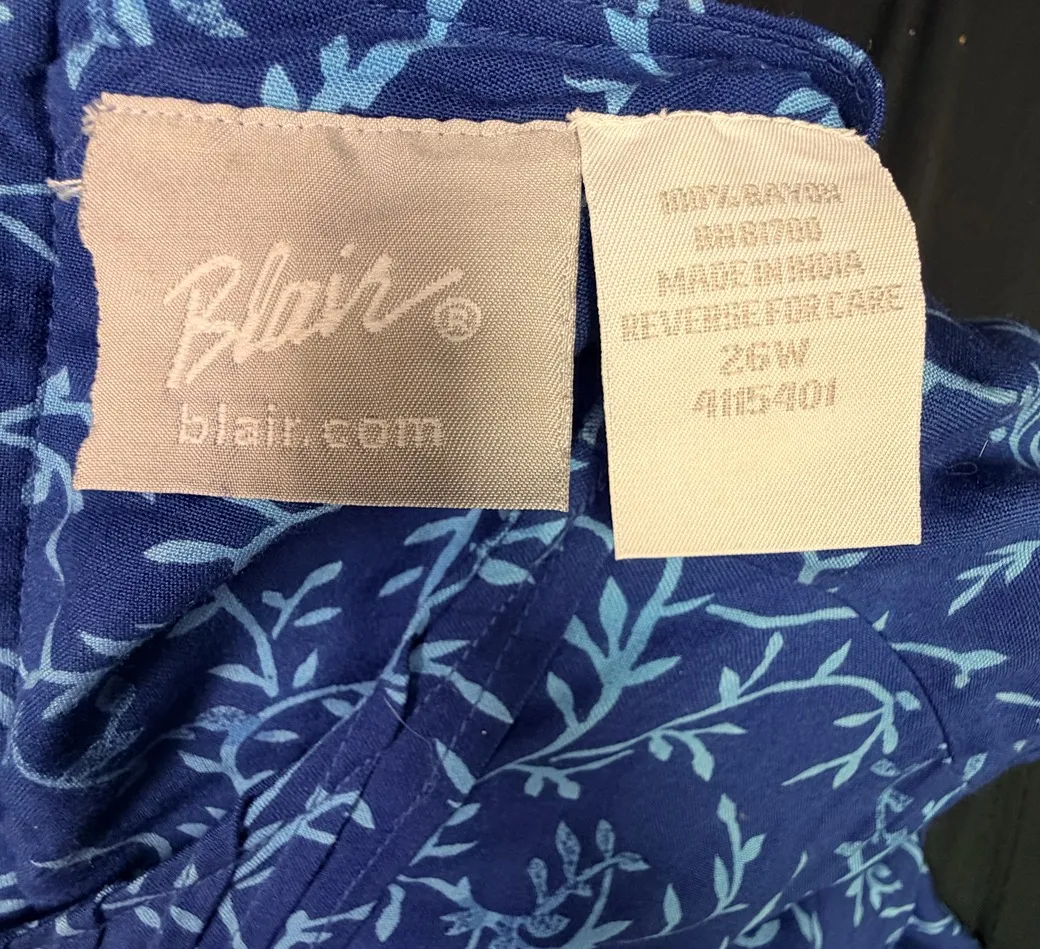 Blair®
blair.com
100% RAYON
RN 81700
MADE IN INDIA
REVERSE FOR CARE
26W
4115401